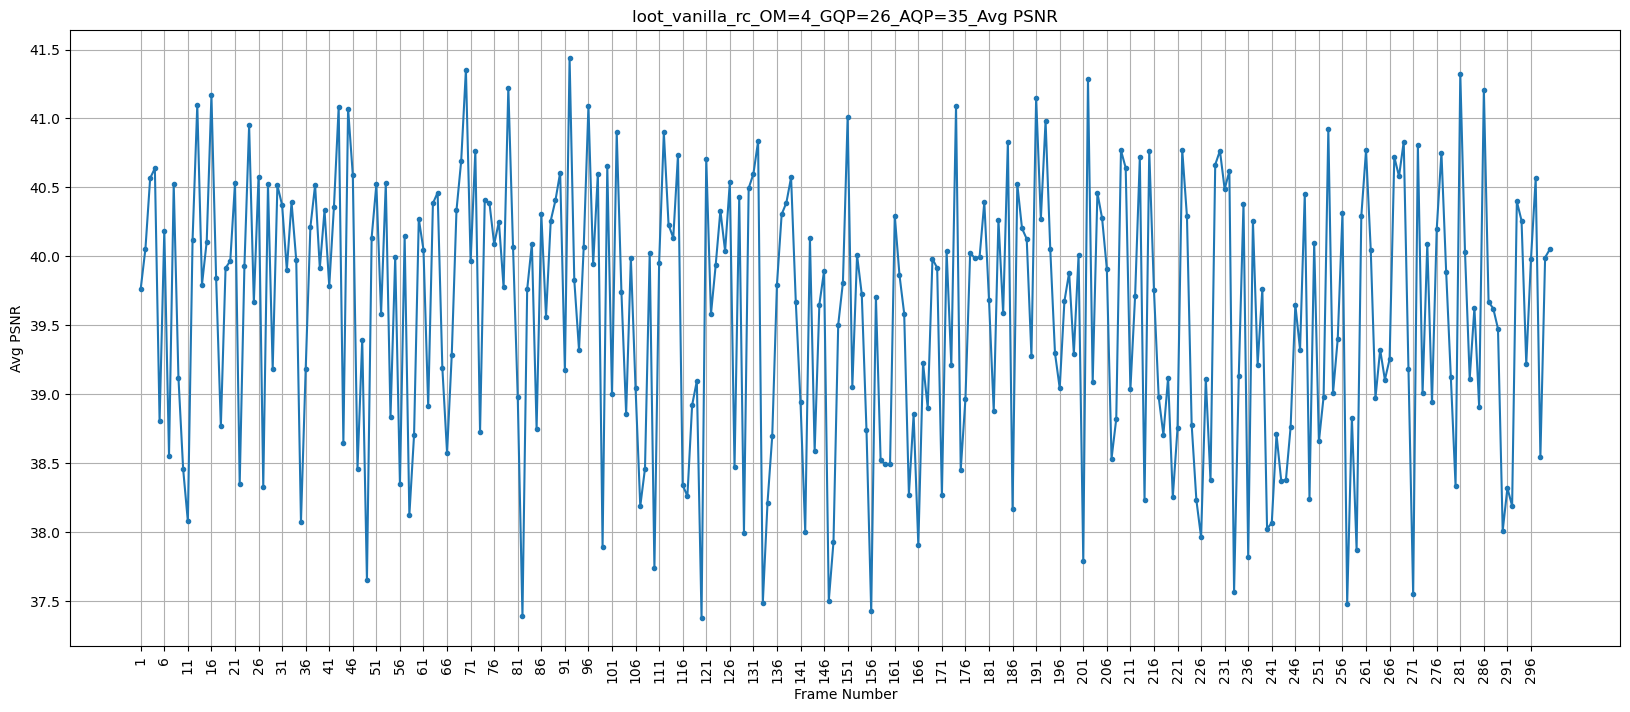 loot_vanilla_rc_OM=4_GQP=26_AQP=35_Avg PSNR
Avg PSNR
41.5
41.0
40.5
40.0
39.5
39.0
38.5
38.0
37.5
1 6 11 16 21 26 31 36 41 46 51 56 61 66 71 76 81 86 91 96 101 106 111 116 121 126 131 136 141 146 151 156 161 166 171 176 181 186 191 196 201 206 211 216 221 226 231 236 241 246 251 256 261 266 271 276 281 286 291 296
Frame Number